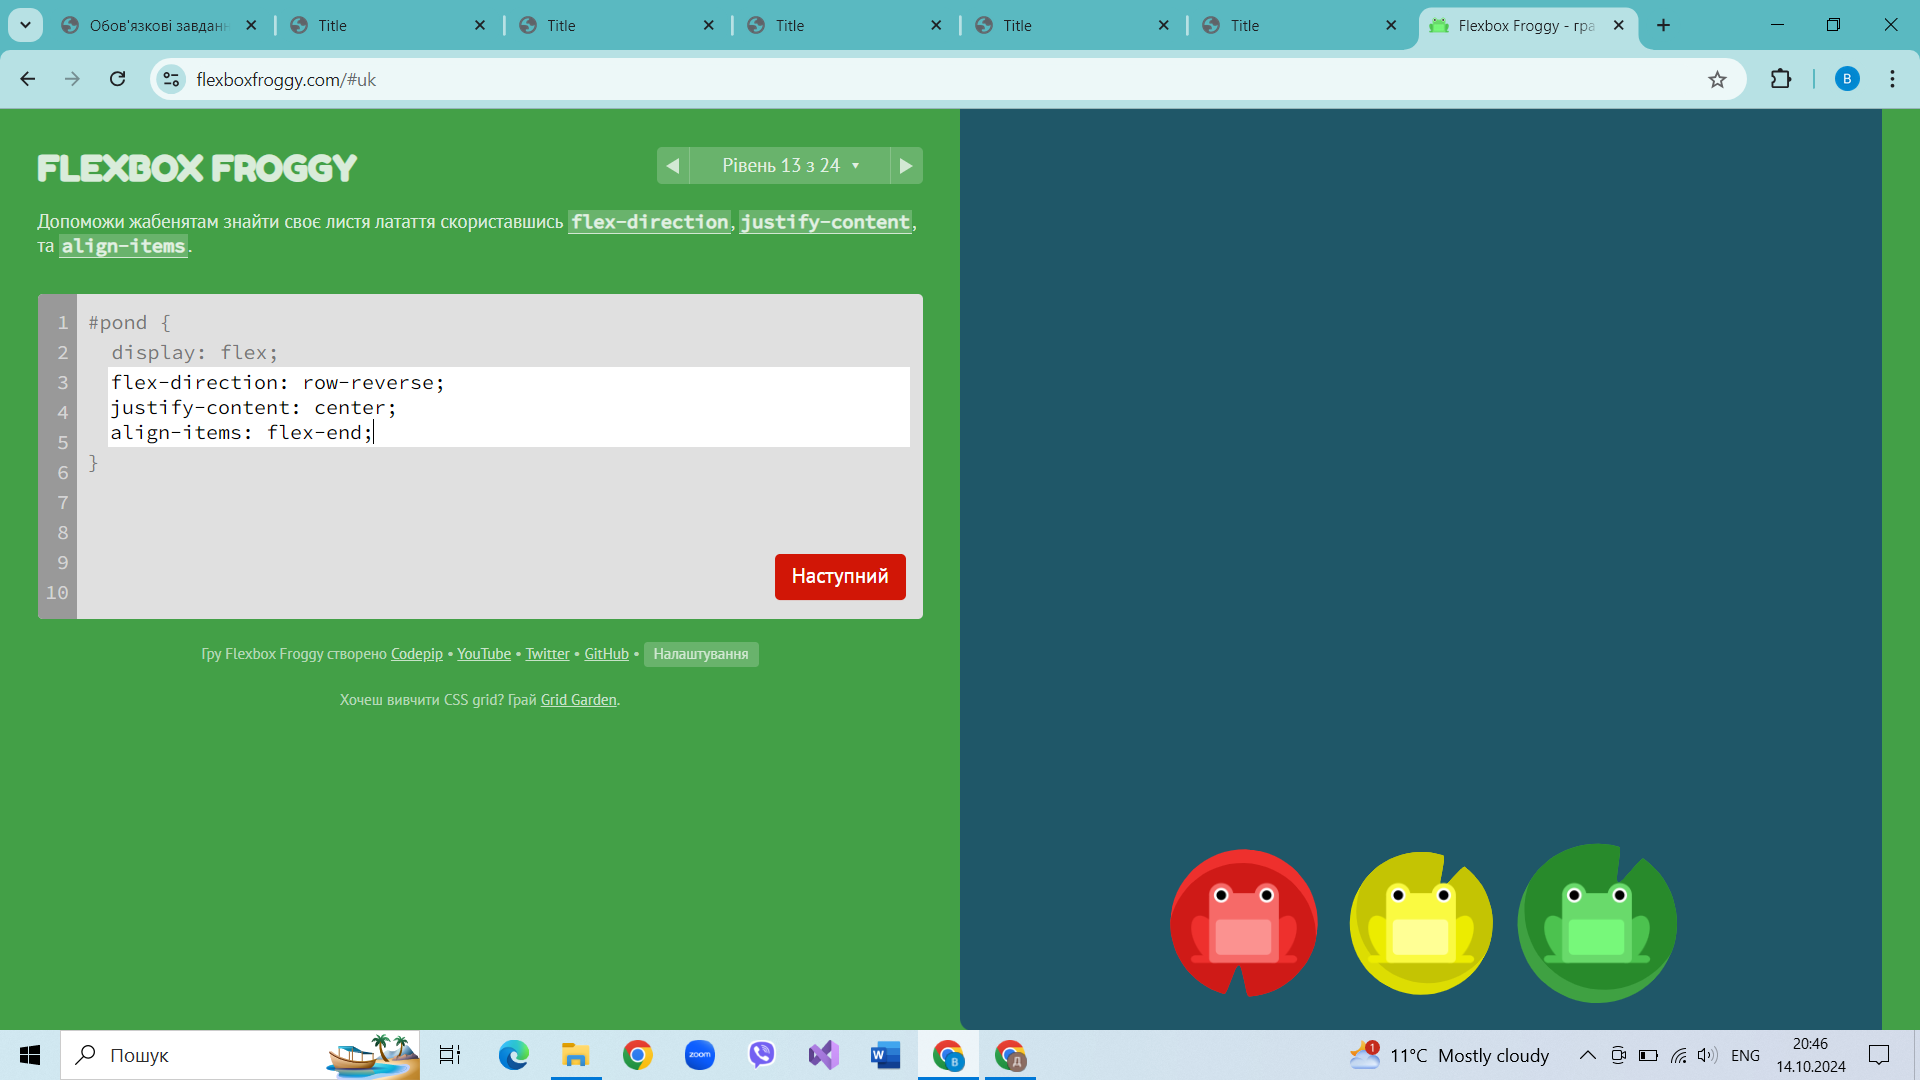 Обов'язкові завдан
Title
Title
Title
Title
Title
Flexbox Froggy - гра
flexboxfroggy.com/#uk
B
FLEXBOX FROGGY
Рівень 13 з 24
Допоможи жабенятам знайти своє листя латаття скориставшись flex-direction, justify-content,
та align-items.
1 #pond {
2 display: flex;
3 flex-direction: row-reverse;
4 justify-content: center;
5 align-items: flex-end;
6 }
7
8
9
10
Наступний
Гру Flexbox Froggy створено Codepip • YouTube • Twitter • GitHub • Налаштування
Хочеш вивчити CSS grid? Грай Grid Garden.
Пошук
zoom
W
B
Д
1
11°C Mostly cloudy
ENG
20:46
14.10.2024